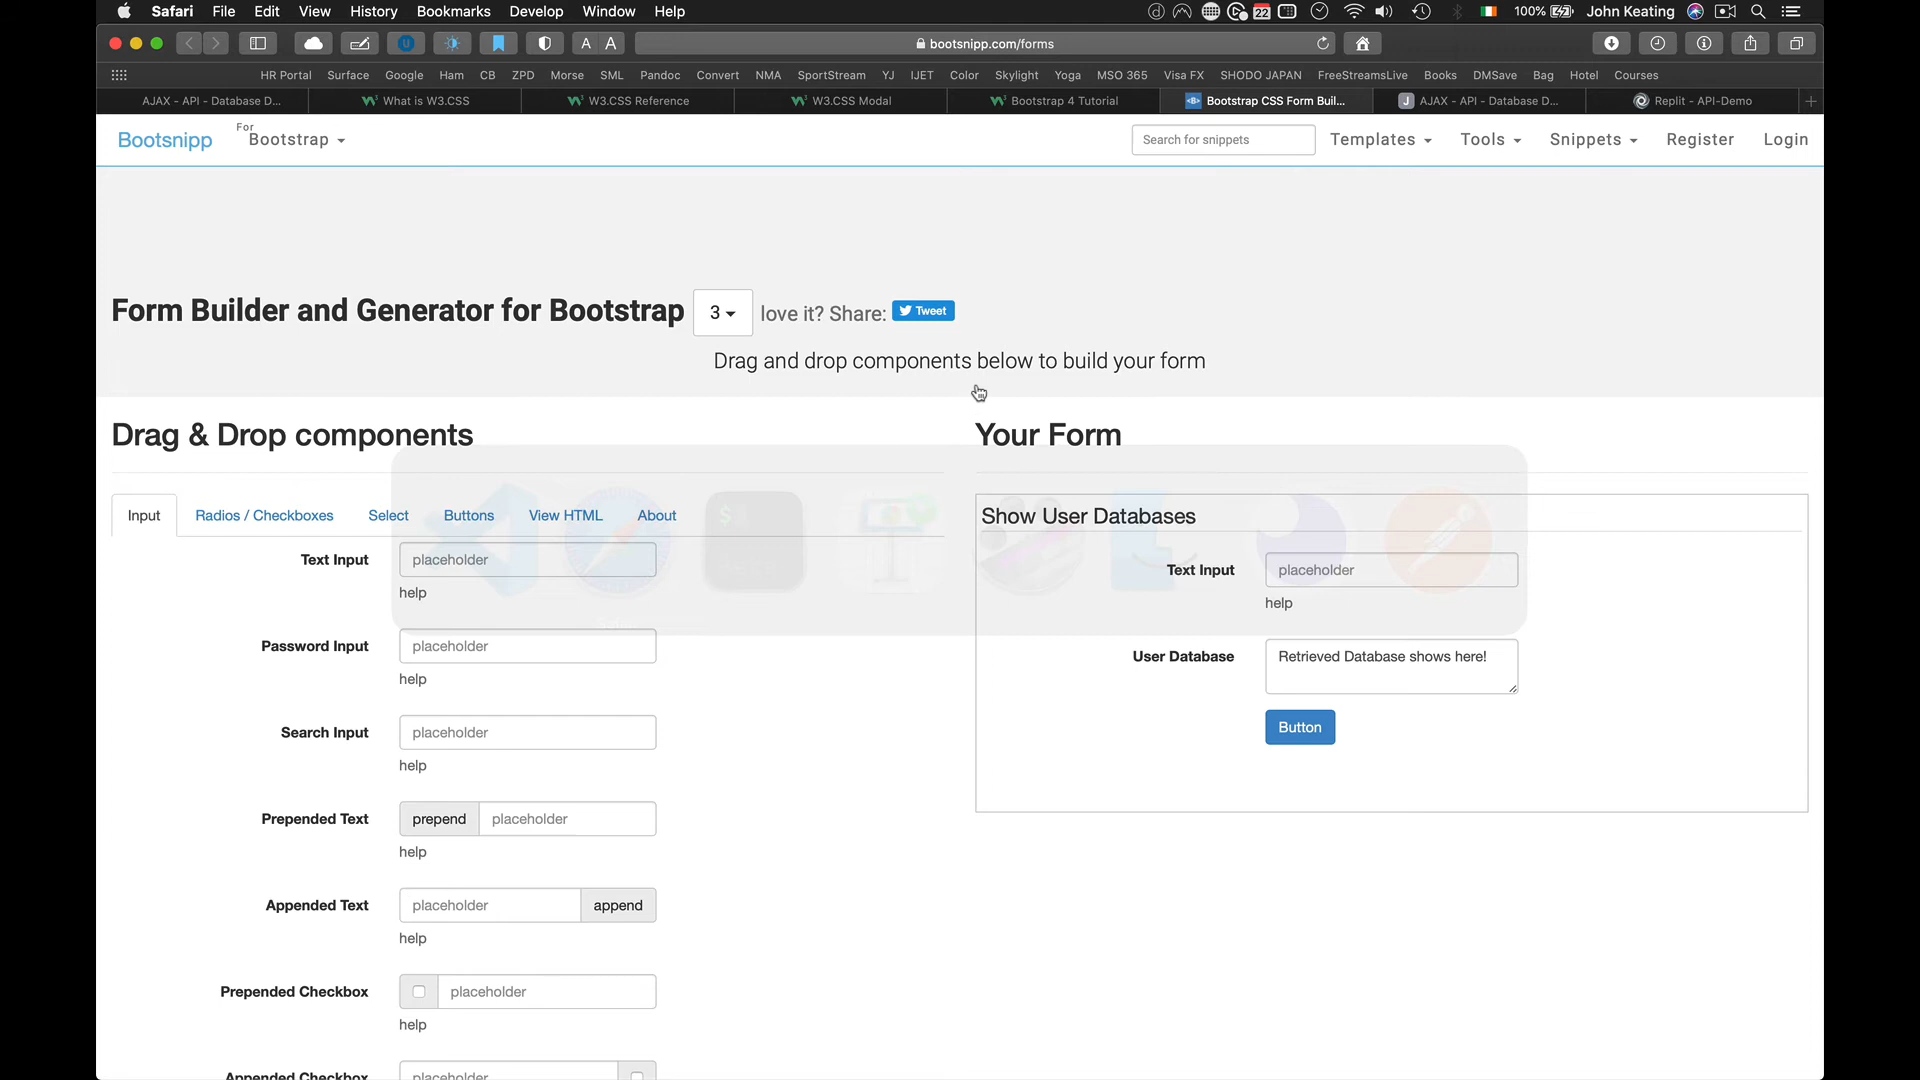 Safari File Edit View History Bookmarks Develop Window Help 22 100% John Keating
A A bootsnipp.com/forms
HR Portal Surface Google Ham CB ZPD Morse SML Pandoc Convert NMA SportStream YJ IJET Color Skylight Yoga MSO 365 Visa FX SHODO JAPAN FreeStreamsLive Books DMSave Bag Hotel Courses
AJAX - API - Database D... What is W3.CSS W3.CSS Reference W3.CSS Modal Bootstrap 4 Tutorial Bootstrap CSS Form Buil... AJAX - API - Database D... Replit - API-Demo
Bootsnipp For Bootstrap Search for snippets Templates Tools Snippets Register Login
Form Builder and Generator for Bootstrap 3 love it? Share: Tweet
Drag and drop components below to build your form
Drag & Drop components
Input Radios / Checkboxes Select Buttons View HTML About
Text Input placeholder
help
Password Input placeholder
help
Search Input placeholder
help
Prepended Text prepend placeholder
help
Appended Text placeholder append
help
Prepended Checkbox placeholder
help
Appended Checkbox placeholder
Your Form
Show User Databases
Text Input placeholder
help
User Database Retrieved Database shows here!
Button